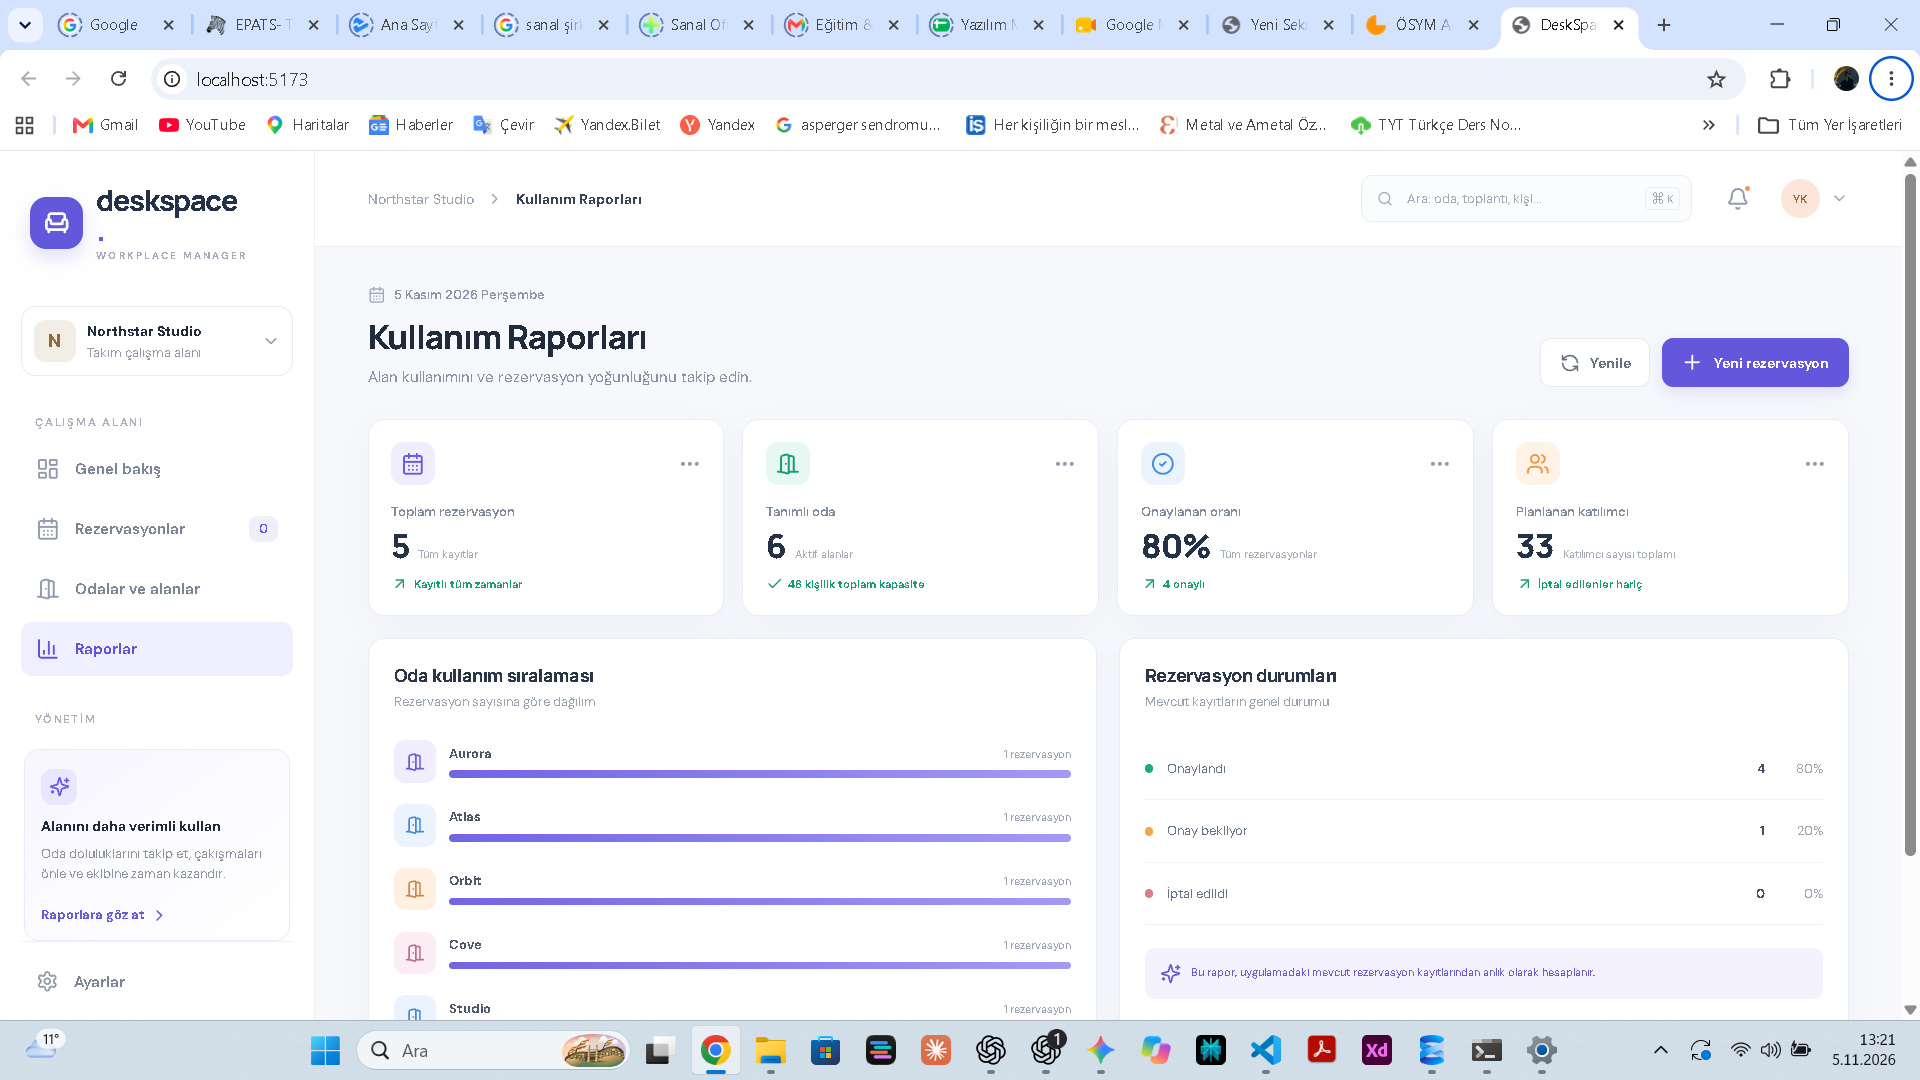 Google
EPATS- T
Ana Sayf
sanal şirk
Sanal Of
Eğitim &
Yazılım M
Google M
Yeni Sek
ÖSYM A
DeskSpa
localhost:5173
Gmail
YouTube
Haritalar
Haberler
Çevir
Yandex.Bilet
Yandex
asperger sendromu...
Her kişiliğin bir mesl...
Metal ve Ametal Öz...
TYT Türkçe Ders No...
Tüm Yer İşaretleri
deskspace
.
WORKPLACE MANAGER
Northstar Studio
Kullanım Raporları
Ara: oda, toplantı, kişi...
⌘ K
YK
N
Northstar Studio
Takım çalışma alanı
ÇALIŞMA ALANI
Genel bakış
Rezervasyonlar
0
Odalar ve alanlar
Raporlar
YÖNETİM
Alanını daha verimli kullan
Oda doluluklarını takip et, çakışmaları
önle ve ekibine zaman kazandır.
Raporlara göz at
Ayarlar
5 Kasım 2026 Perşembe
Kullanım Raporları
Alan kullanımını ve rezervasyon yoğunluğunu takip edin.
Yenile
Yeni rezervasyon
Toplam rezervasyon
5 Tüm kayıtlar
Kayıtlı tüm zamanlar
Tanımlı oda
6 Aktif alanlar
46 kişilik toplam kapasite
Onaylanan oranı
80% Tüm rezervasyonlar
4 onaylı
Planlanan katılımcı
33 Katılımcı sayısı toplamı
İptal edilenler hariç
Oda kullanım sıralaması
Rezervasyon sayısına göre dağılım
Aurora 1 rezervasyon
Atlas 1 rezervasyon
Orbit 1 rezervasyon
Cove 1 rezervasyon
Studio 1 rezervasyon
Rezervasyon durumları
Mevcut kayıtların genel durumu
Onaylandı 4 80%
Onay bekliyor 1 20%
İptal edildi 0 0%
Bu rapor, uygulamadaki mevcut rezervasyon kayıtlarından anlık olarak hesaplanır.
11°
Ara
1
Xd
13:21
5.11.2026